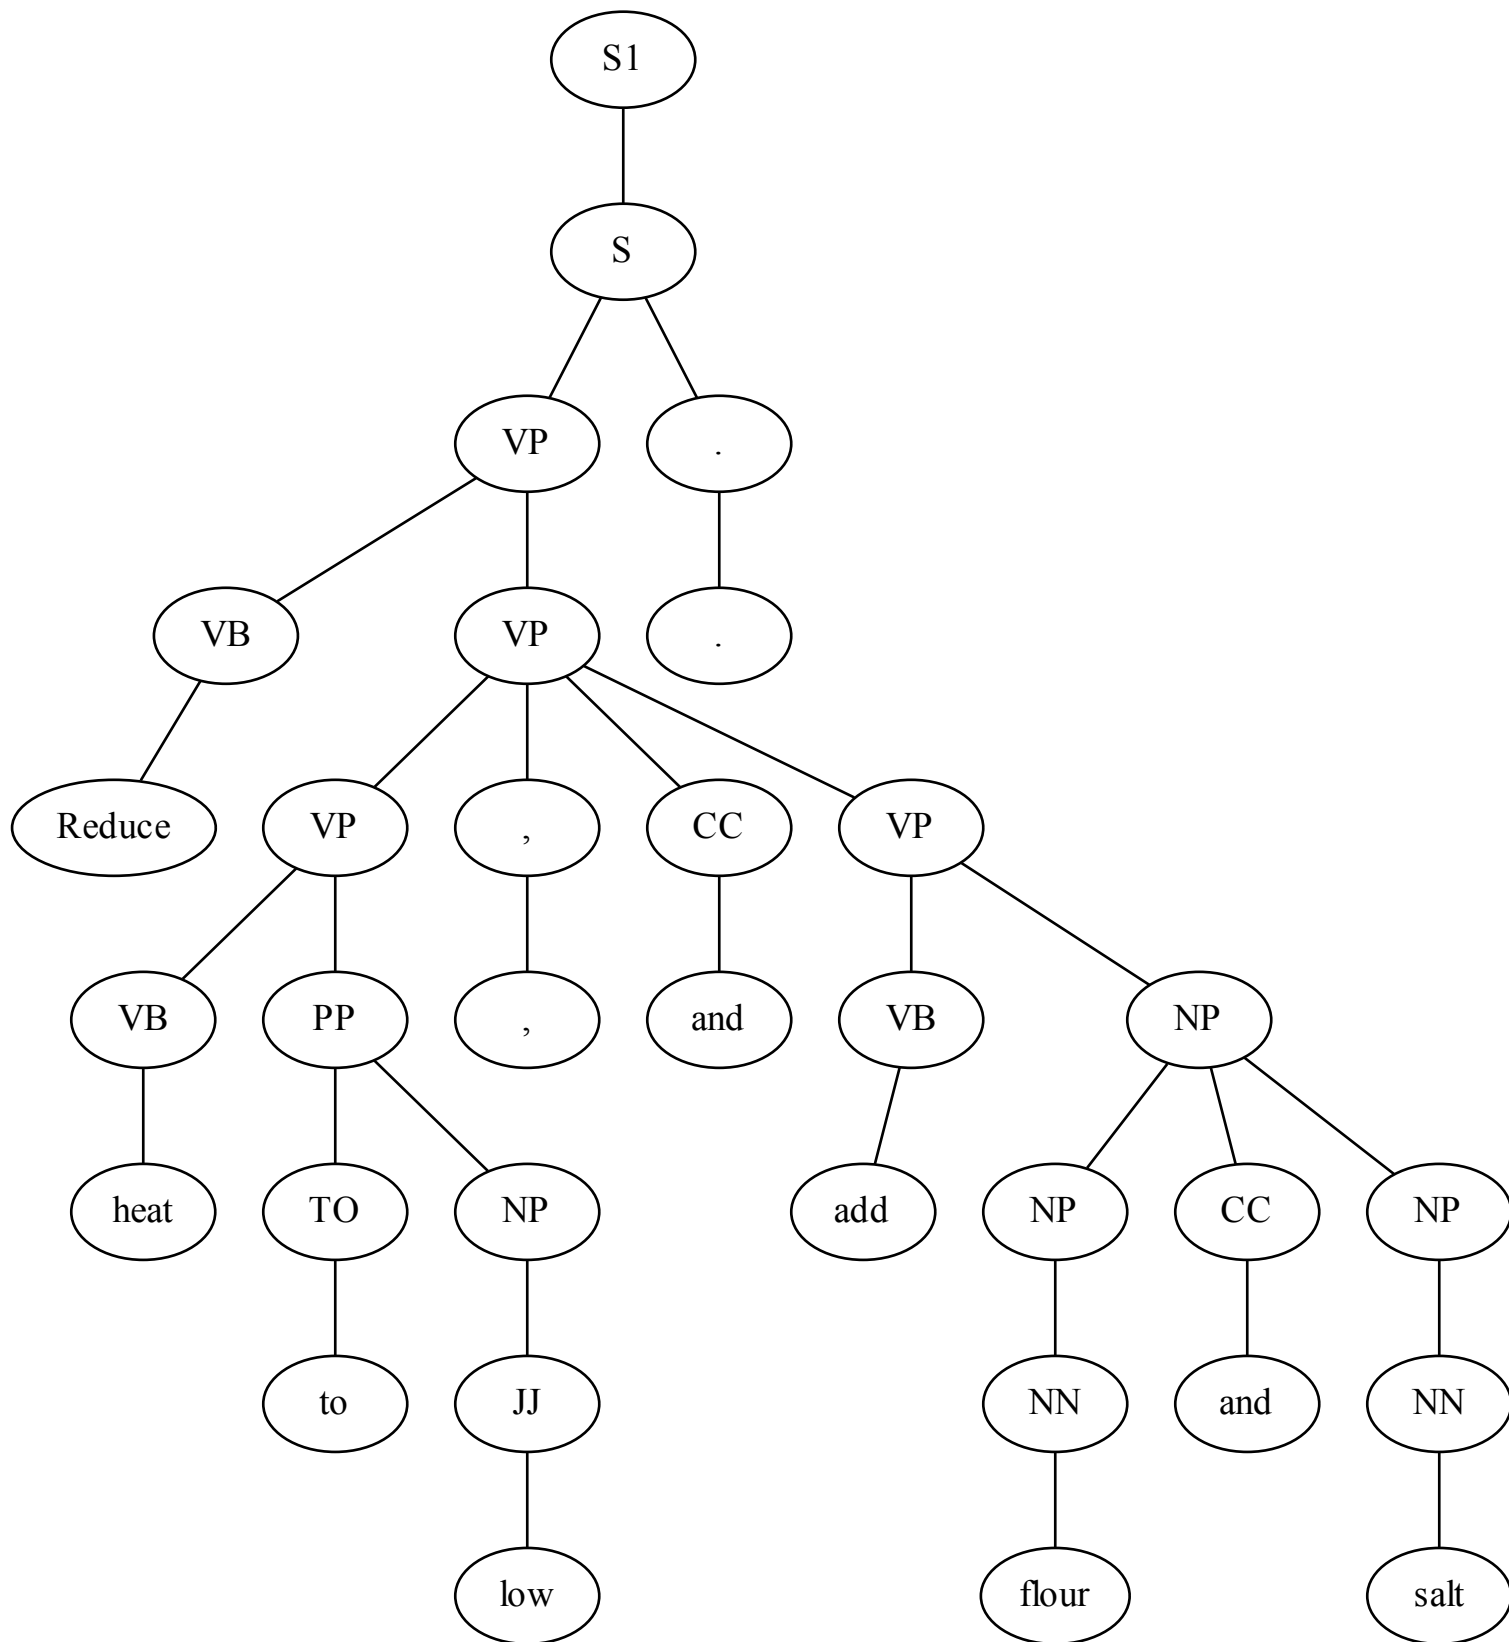 S1
S
VP .
VB VP .
Reduce VP , CC VP
VB PP , and VB NP
heat TO NP add NP CC NP
to JJ NN and NN
low flour salt